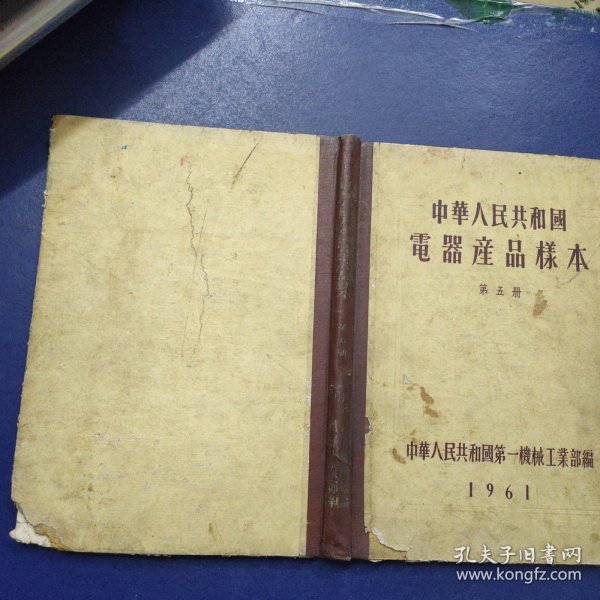 中華人民共和國
電器産品樣本
第五册
中華人民共和國第一機械工業部編
1961
孔夫子旧书网
www.kongfz.com